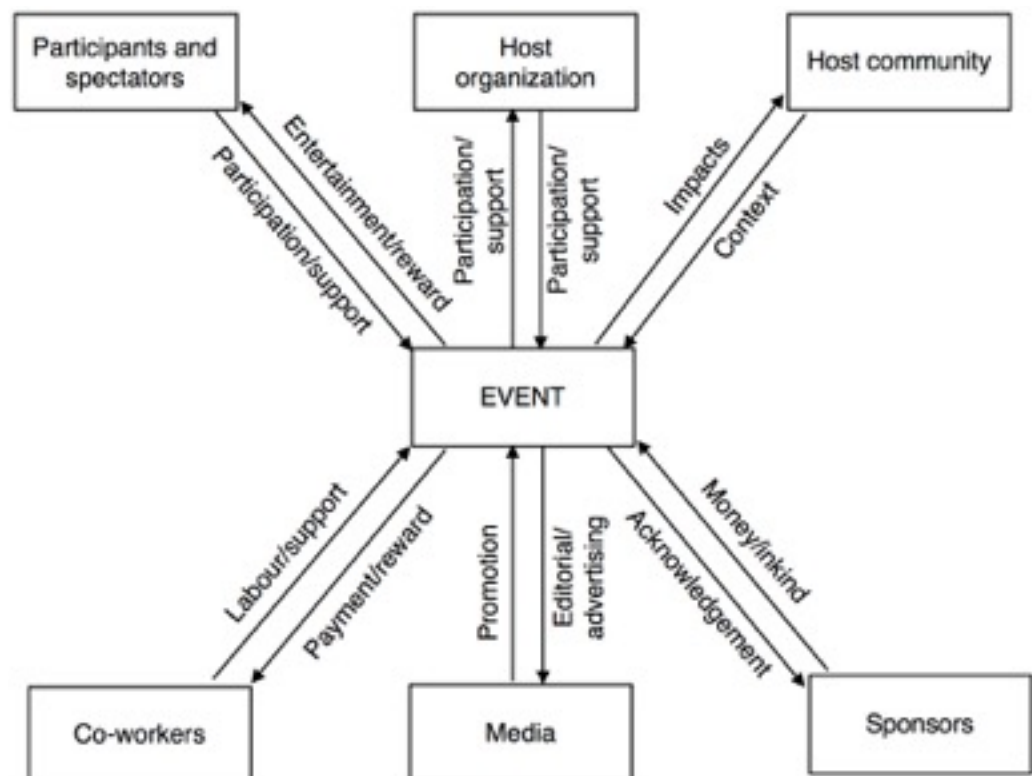 Participants and
spectators
Host
organization
Host community
Entertainment/reward
Participation/support
Participation/
support
Participation/
support
Impacts
Context
EVENT
Labour/support
Payment/reward
Promotion
Editorial/
advertising
Money/inkind
Acknowledgement
Co-workers
Media
Sponsors